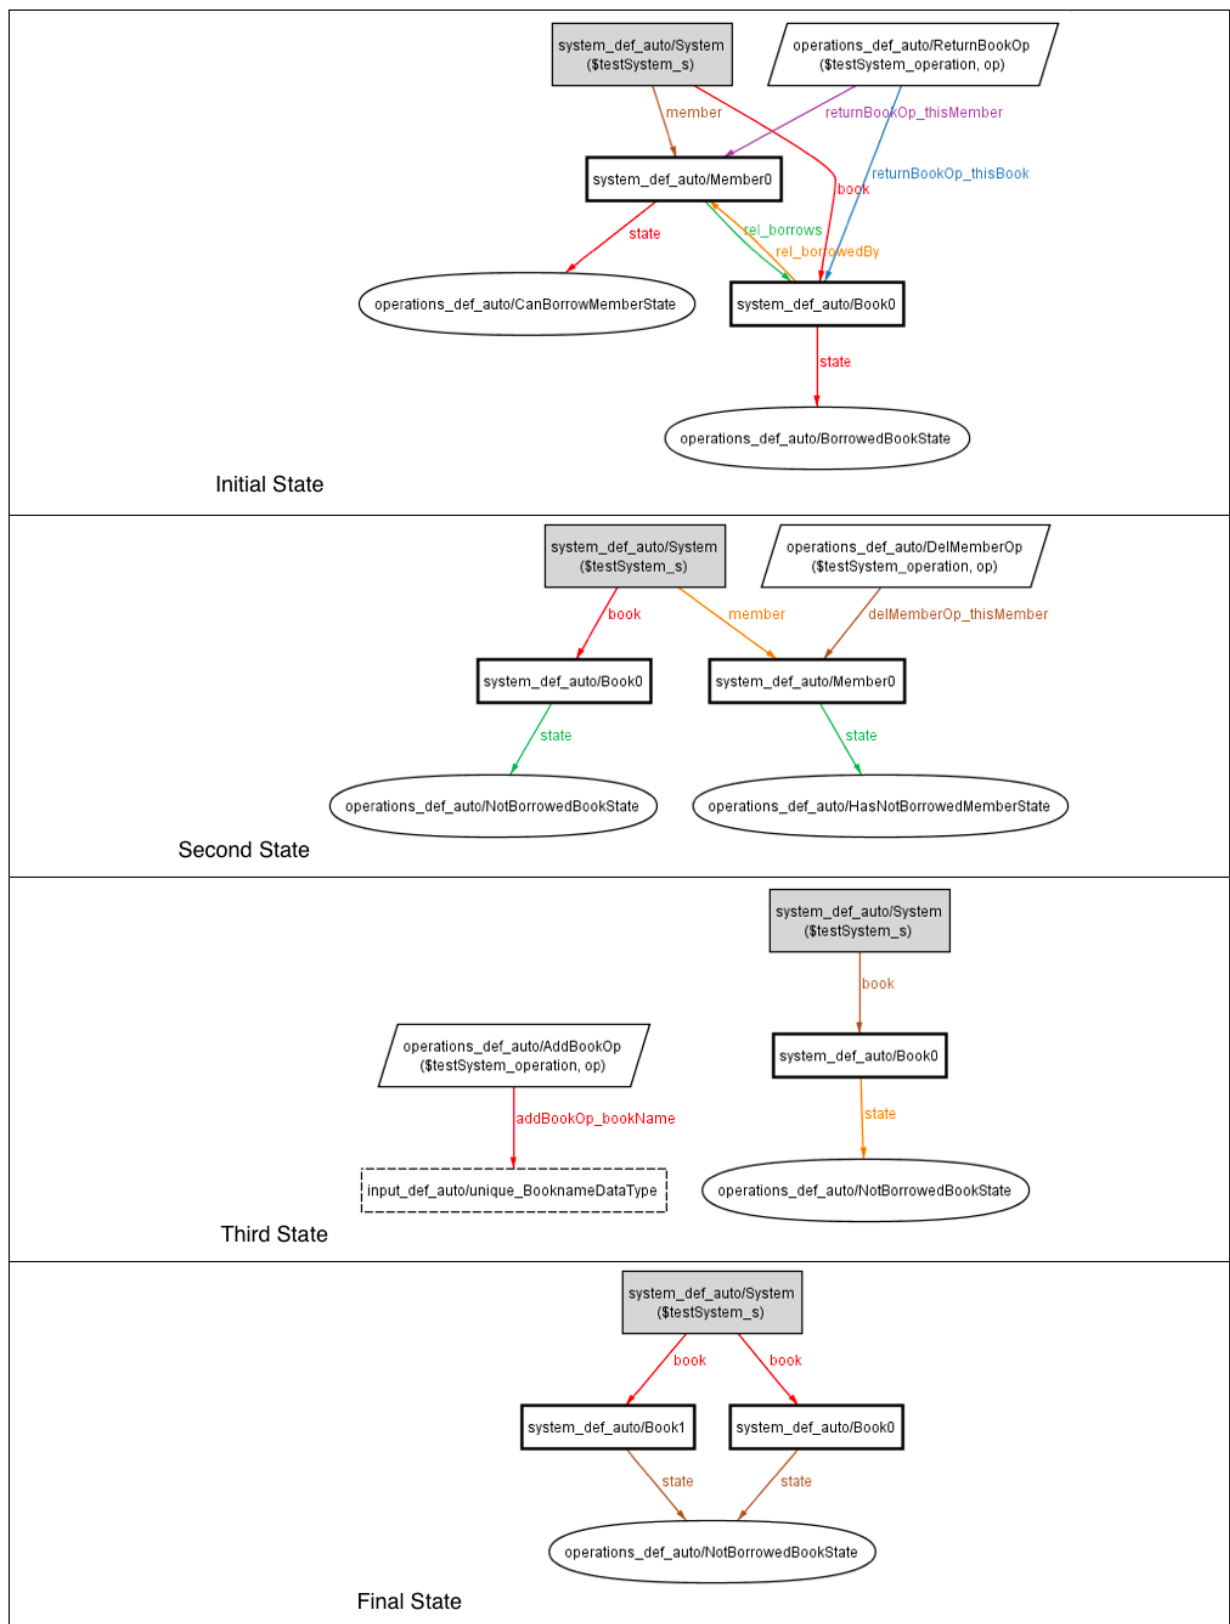 system_def_auto/System
($testSystem_s)
operations_def_auto/ReturnBookOp
($testSystem_operation, op)
member
returnBookOp_thisMember
system_def_auto/Member0
returnBookOp_thisBook
book
state
rel_borrows
rel_borrowedBy
operations_def_auto/CanBorrowMemberState
system_def_auto/Book0
state
operations_def_auto/BorrowedBookState
Initial State
system_def_auto/System
($testSystem_s)
operations_def_auto/DelMemberOp
($testSystem_operation, op)
book
member
delMemberOp_thisMember
system_def_auto/Book0
system_def_auto/Member0
state
state
operations_def_auto/NotBorrowedBookState
operations_def_auto/HasNotBorrowedMemberState
Second State
system_def_auto/System
($testSystem_s)
book
operations_def_auto/AddBookOp
($testSystem_operation, op)
system_def_auto/Book0
addBookOp_bookName
state
input_def_auto/unique_BooknameDataType
operations_def_auto/NotBorrowedBookState
Third State
system_def_auto/System
($testSystem_s)
book
book
system_def_auto/Book1
system_def_auto/Book0
state
state
operations_def_auto/NotBorrowedBookState
Final State